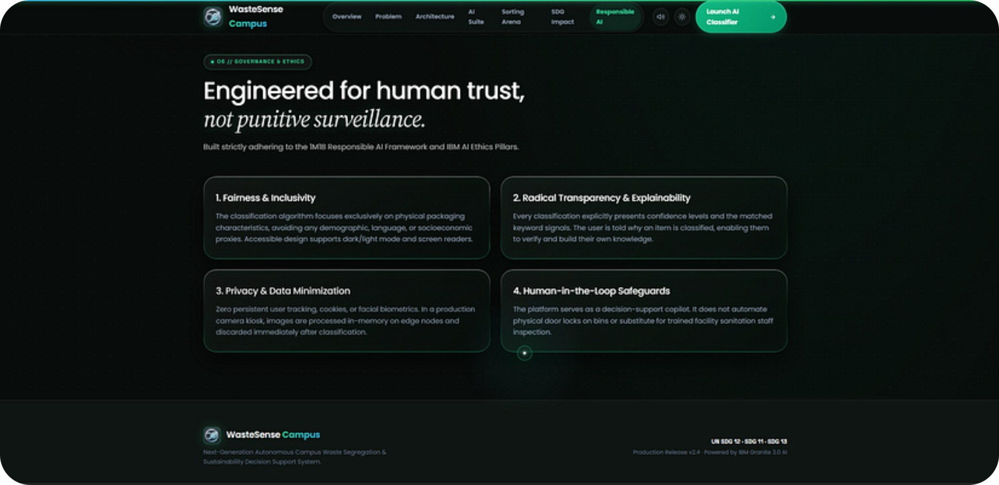 WasteSense
Campus
Overview
Problem
Architecture
AI
Suite
Sorting
Arena
SDG
Impact
Responsible
AI
Launch AI
Classifier →
06 // GOVERNANCE & ETHICS
Engineered for human trust,
not punitive surveillance.
Built strictly adhering to the 1M1B Responsible AI Framework and IBM AI Ethics Pillars.
1. Fairness & Inclusivity
The classification algorithm focuses exclusively on physical packaging
characteristics, avoiding any demographic, language, or socioeconomic
proxies. Accessible design supports dark/light mode and screen readers.
2. Radical Transparency & Explainability
Every classification explicitly presents confidence levels and the matched
keyword signals. The user is told why an item is classified, enabling them
to verify and build their own knowledge.
3. Privacy & Data Minimization
Zero persistent user tracking, cookies, or facial biometrics. In a production
camera kiosk, images are processed in-memory on edge nodes and
discarded immediately after classification.
4. Human-in-the-Loop Safeguards
The platform serves as a decision-support copilot. It does not automate
physical door locks on bins or substitute for trained facility sanitation staff
inspection.
WasteSense Campus
Next-Generation Autonomous Campus Waste Segregation &
Sustainability Decision Support System.
UN SDG 12 • SDG 11 • SDG 13
Production Release v2.4 · Powered by IBM Granite 3.0 AI